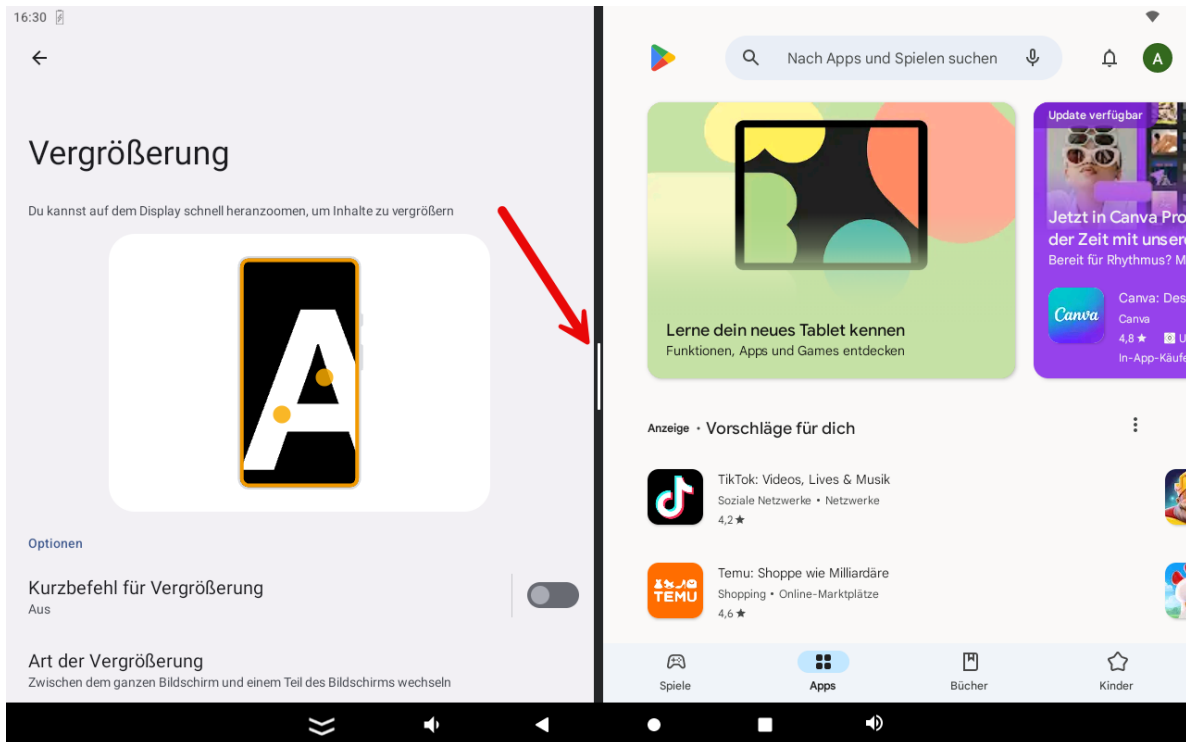 16:30
Vergrößerung
Du kannst auf dem Display schnell heranzoomen, um Inhalte zu vergrößern
A
Optionen
Kurzbefehl für Vergrößerung
Aus
Art der Vergrößerung
Zwischen dem ganzen Bildschirm und einem Teil des Bildschirms wechseln
Nach Apps und Spielen suchen
A
Lerne dein neues Tablet kennen
Funktionen, Apps und Games entdecken
Update verfügbar
Jetzt in Canva Pro
der Zeit mit unser
Bereit für Rhythmus? M
Canva
Canva: Des
Canva
4,8 ★ U
In-App-Käufe
Anzeige • Vorschläge für dich
TikTok: Videos, Lives & Musik
Soziale Netzwerke • Netzwerke
4,2 ★
TEMU
Temu: Shoppe wie Milliardäre
Shopping • Online-Marktplätze
4,6 ★
Spiele
Apps
Bücher
Kinder